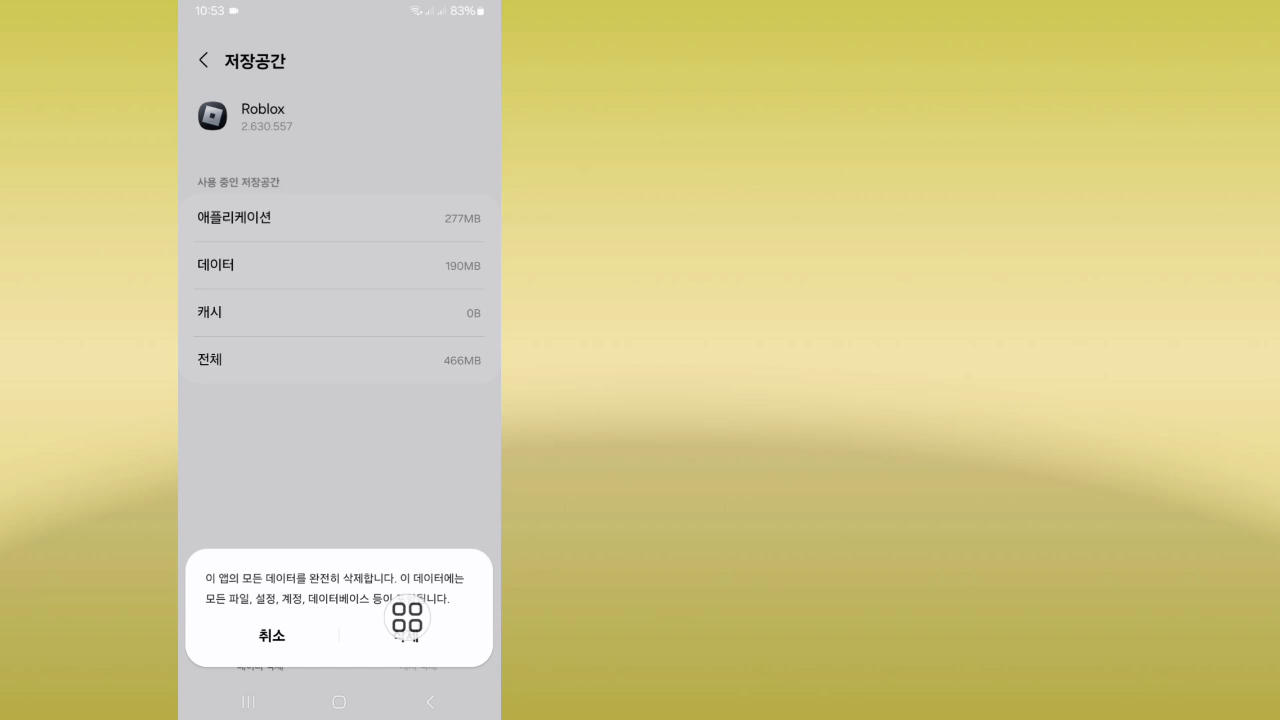 10:53
83%
저장공간
Roblox
2.630.557
사용 중인 저장공간
애플리케이션 277MB
데이터 190MB
캐시 0B
전체 466MB
이 앱의 모든 데이터를 완전히 삭제합니다. 이 데이터에는
모든 파일, 설정, 계정, 데이터베이스 등이
취소